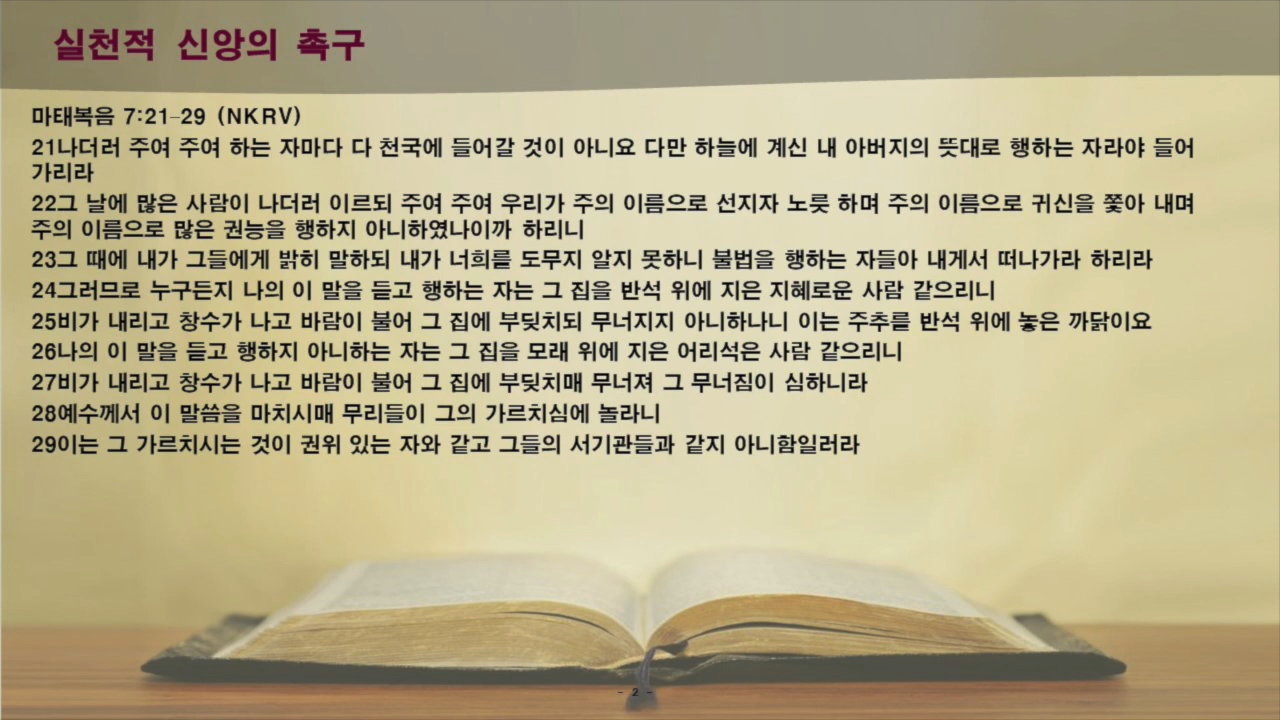 실천적 신앙의 촉구
마태복음 7:21-29 (NKRV)
21나더러 주여 주여 하는 자마다 다 천국에 들어갈 것이 아니요 다만 하늘에 계신 내 아버지의 뜻대로 행하는 자라야 들어
가리라
22그 날에 많은 사람이 나더러 이르되 주여 주여 우리가 주의 이름으로 선지자 노릇 하며 주의 이름으로 귀신을 쫓아 내며
주의 이름으로 많은 권능을 행하지 아니하였나이까 하리니
23그 때에 내가 그들에게 밝히 말하되 내가 너희를 도무지 알지 못하니 불법을 행하는 자들아 내게서 떠나가라 하리라
24그러므로 누구든지 나의 이 말을 듣고 행하는 자는 그 집을 반석 위에 지은 지혜로운 사람 같으리니
25비가 내리고 창수가 나고 바람이 불어 그 집에 부딪치되 무너지지 아니하나니 이는 주추를 반석 위에 놓은 까닭이요
26나의 이 말을 듣고 행하지 아니하는 자는 그 집을 모래 위에 지은 어리석은 사람 같으리니
27비가 내리고 창수가 나고 바람이 불어 그 집에 부딪치매 무너져 그 무너짐이 심하니라
28예수께서 이 말씀을 마치시매 무리들이 그의 가르치심에 놀라니
29이는 그 가르치시는 것이 권위 있는 자와 같고 그들의 서기관들과 같지 아니함일러라
- 2 -